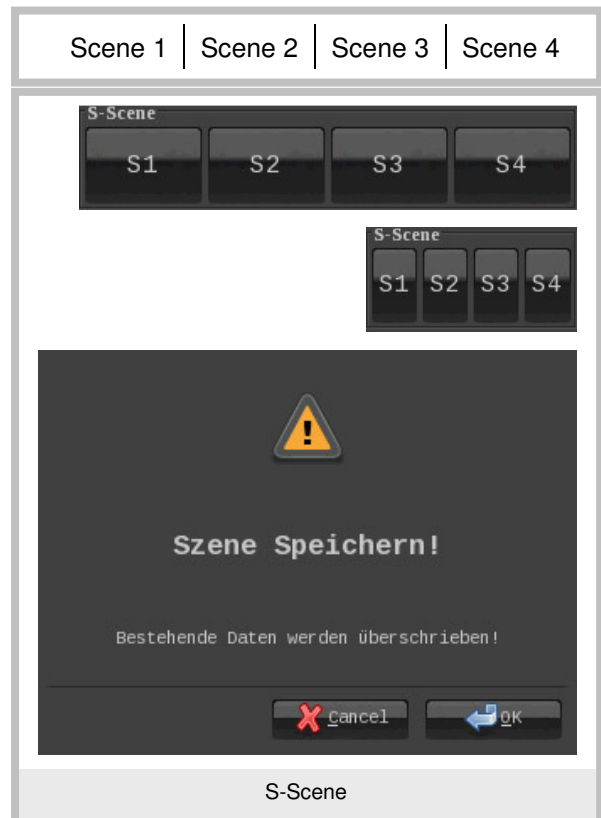 Scene 1 Scene 2 Scene 3 Scene 4
S-Scene
S1 S2 S3 S4
S-Scene
S1 S2 S3 S4
Szene Speichern!
Bestehende Daten werden überschrieben!
Cancel OK
S-Scene